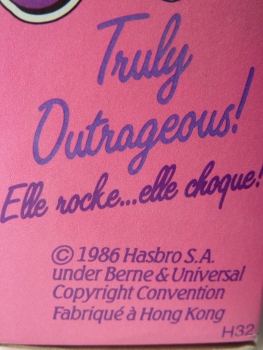 Truly
Outrageous!
Elle rocke...elle choque!
© 1986 Hasbro S.A.
under Berne & Universal
Copyright Convention
Fabriqué à Hong Kong
H32